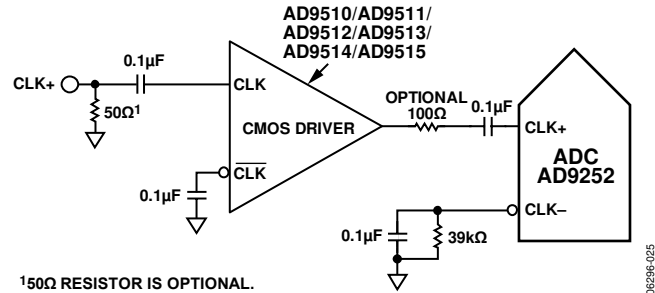 AD9510/AD9511/
AD9512/AD9513/
AD9514/AD9515
0.1µF
CLK+
50Ω¹
CLK
CMOS DRIVER
CLK
0.1µF
OPTIONAL
100Ω
0.1µF
CLK+
ADC
AD9252
CLK–
0.1µF
39kΩ
¹50Ω RESISTOR IS OPTIONAL.
06296-025